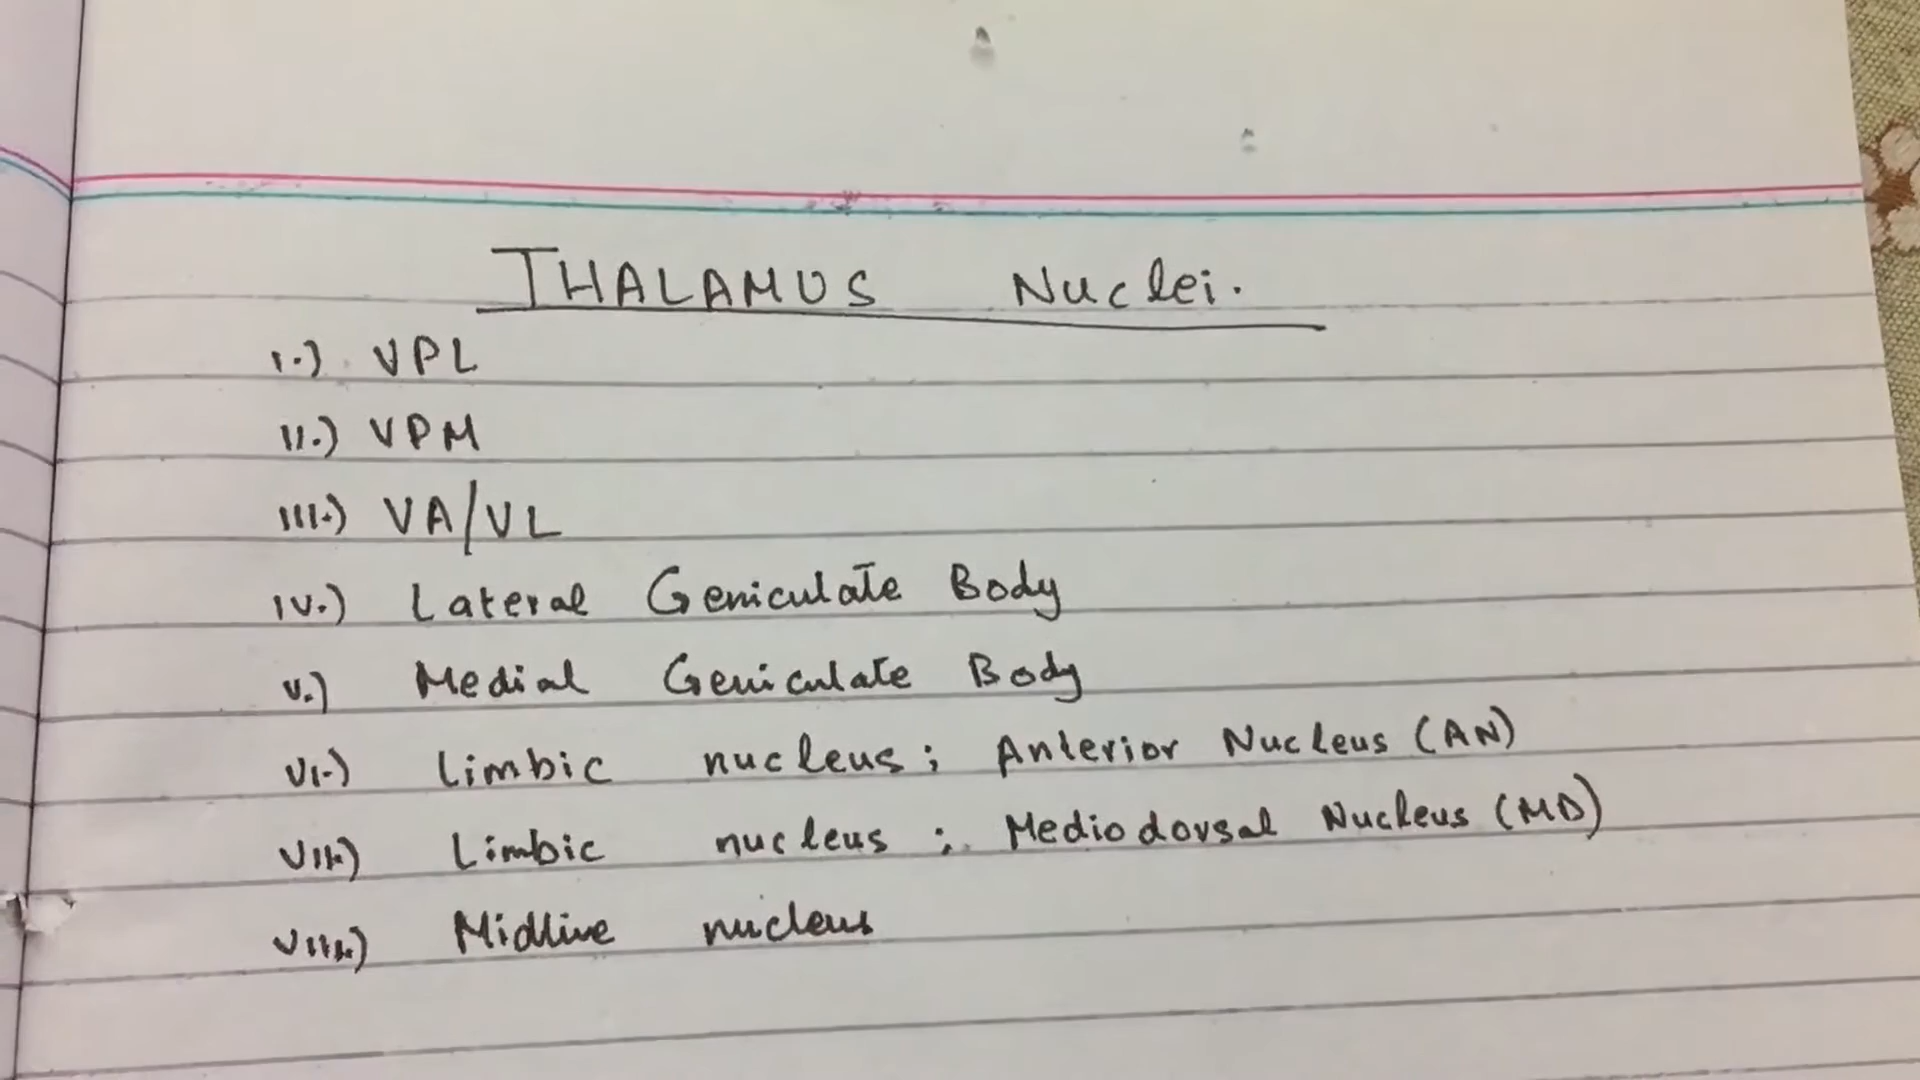 THALAMUS Nuclei.
I.) VPL
II.) VPM
III.) VA/VL
IV.) Lateral Geniculate Body
V.) Medial Geniculate Body
VI.) Limbic nucleus; Anterior Nucleus (AN)
VII.) Limbic nucleus; Mediodorsal Nucleus (MD)
VIII.) Midline nucleus